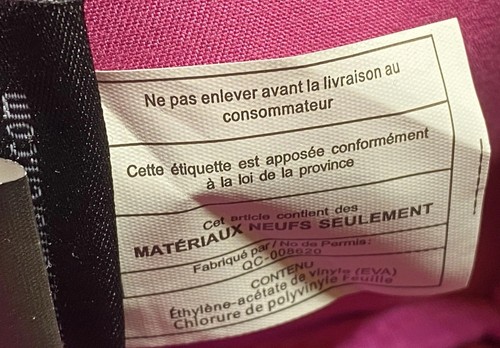 Ne pas enlever avant la livraison au
consommateur
Cette étiquette est apposée conformément
à la loi de la province
Cet article contient des
MATÉRIAUX NEUFS SEULEMENT
Fabriqué par / No de Permis:
QC-008620
CONTENU
Éthylène-acétate de vinyle (EVA)
Chlorure de polyvinyle Feuille